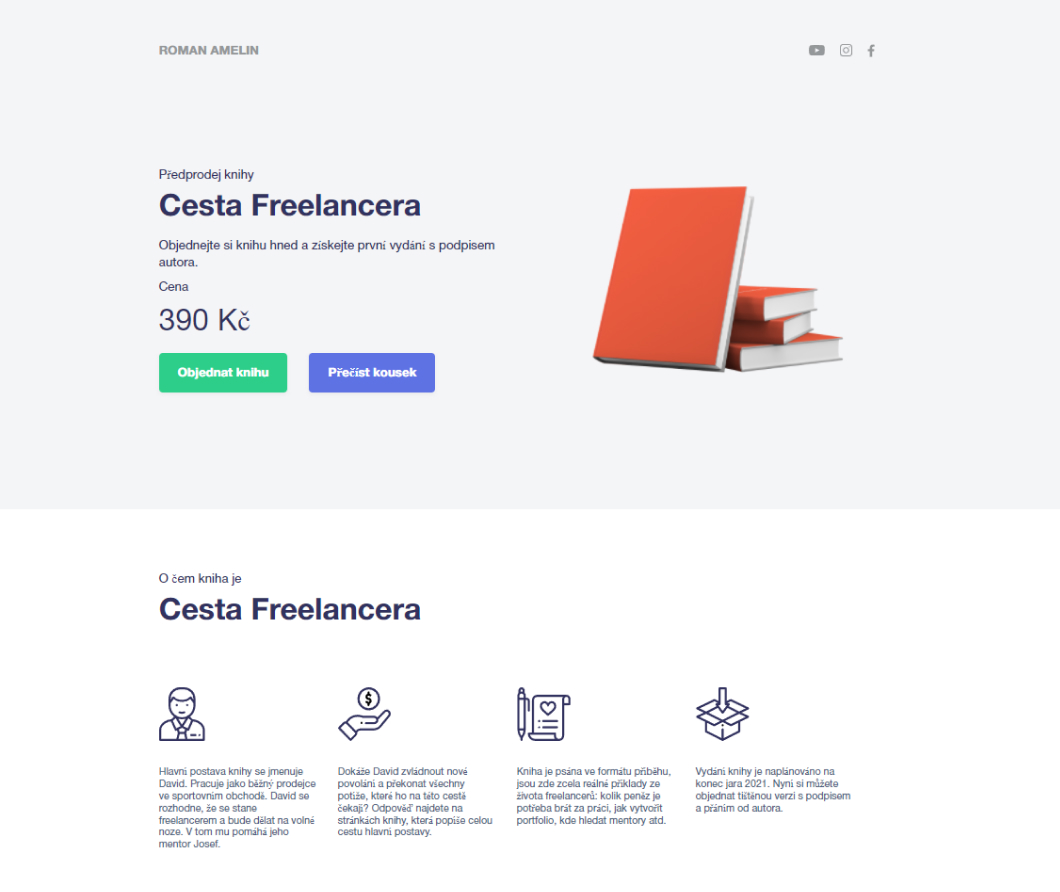 ROMAN AMELIN
Předprodej knihy
Cesta Freelancera
Objednejte si knihu hned a získejte první vydání s podpisem
autora.
Cena
390 Kč
Objednat knihu
Přečíst kousek
O čem kniha je
Cesta Freelancera
Hlavní postava knihy se jmenuje
David. Pracuje jako běžný prodejce
ve sportovním obchodě. David se
rozhodne, že se stane
freelancerem a bude dělat na volné
noze. V tom mu pomáhá jeho
mentor Josef.
Dokáže David zvládnout nové
povolání a překonat všechny
potiže, které ho na této cestě
čekají? Odpověď najdete na
stránkách knihy, která popíše celou
cestu hlavní postavy.
Kniha je psána ve formátu příběhu,
jsou zde zcela reálné příklady ze
života freelancerů: kolik peněz je
potřeba brát za práci, jak vytvořit
portfolio, kde hledat mentory atd.
Vydání knihy je naplánováno na
konec jara 2021. Nyní si můžete
objednat tištěnou verzi s podpisem
a přáním od autora.